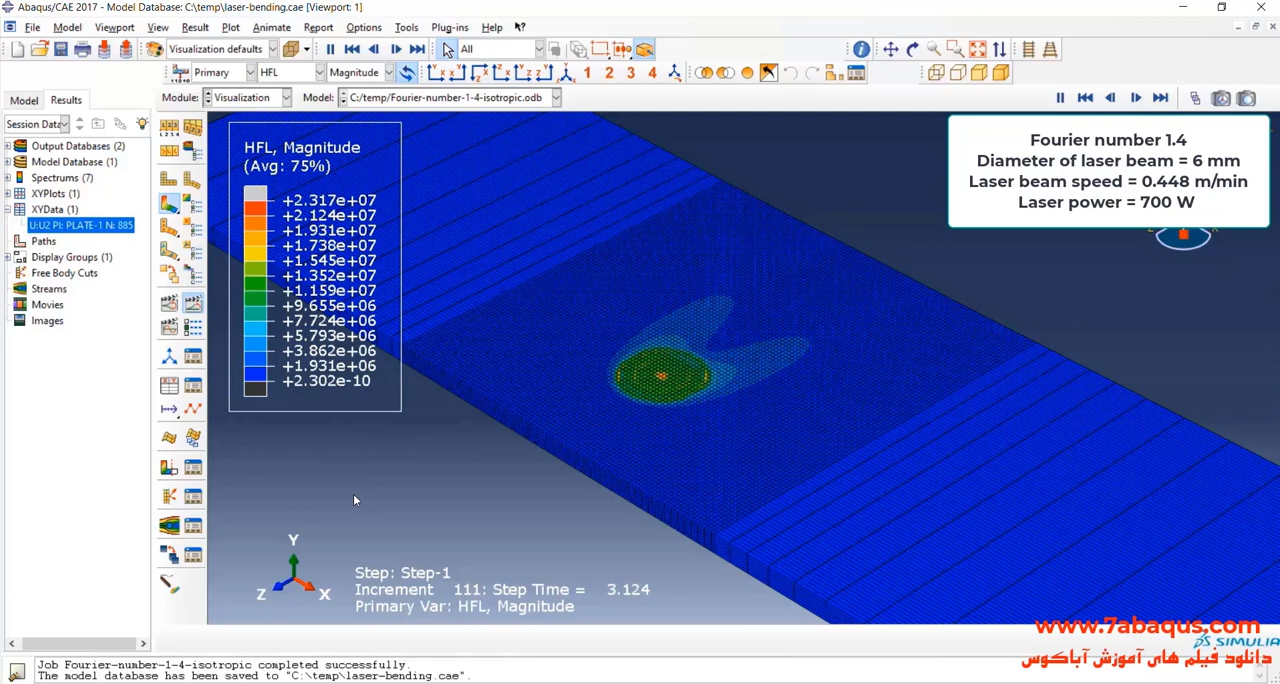 Abaqus/CAE 2017 - Model Database: C:\temp\laser-bending.cae [Viewport: 1]
File Model Viewport View Result Plot Animate Report Options Tools Plug-ins Help
Visualization defaults All
Primary HFL Magnitude 1 2 3 4
Model Results Module: Visualization Model: C:/temp/Fourier-number-1-4-isotropic.odb
Session Data
Output Databases (2)
Model Database (1)
Spectrums (7)
XYPlots (1)
XYData (1)
U:U2 PI: PLATE-1 N: 885
Paths
Display Groups (1)
Free Body Cuts
Streams
Movies
Images
HFL, Magnitude
(Avg: 75%)
+2.317e+07
+2.124e+07
+1.931e+07
+1.738e+07
+1.545e+07
+1.352e+07
+1.159e+07
+9.655e+06
+7.724e+06
+5.793e+06
+3.862e+06
+1.931e+06
+2.302e-10
Fourier number 1.4
Diameter of laser beam = 6 mm
Laser beam speed = 0.448 m/min
Laser power = 700 W
Y
Z X
Step: Step-1
Increment 111: Step Time = 3.124
Primary Var: HFL, Magnitude
www.7abaqus.com
SIMULIA
دانلود فیلم های آموزش آباکوس
Job Fourier-number-1-4-isotropic completed successfully.
The model database has been saved to "C:\temp\laser-bending.cae".